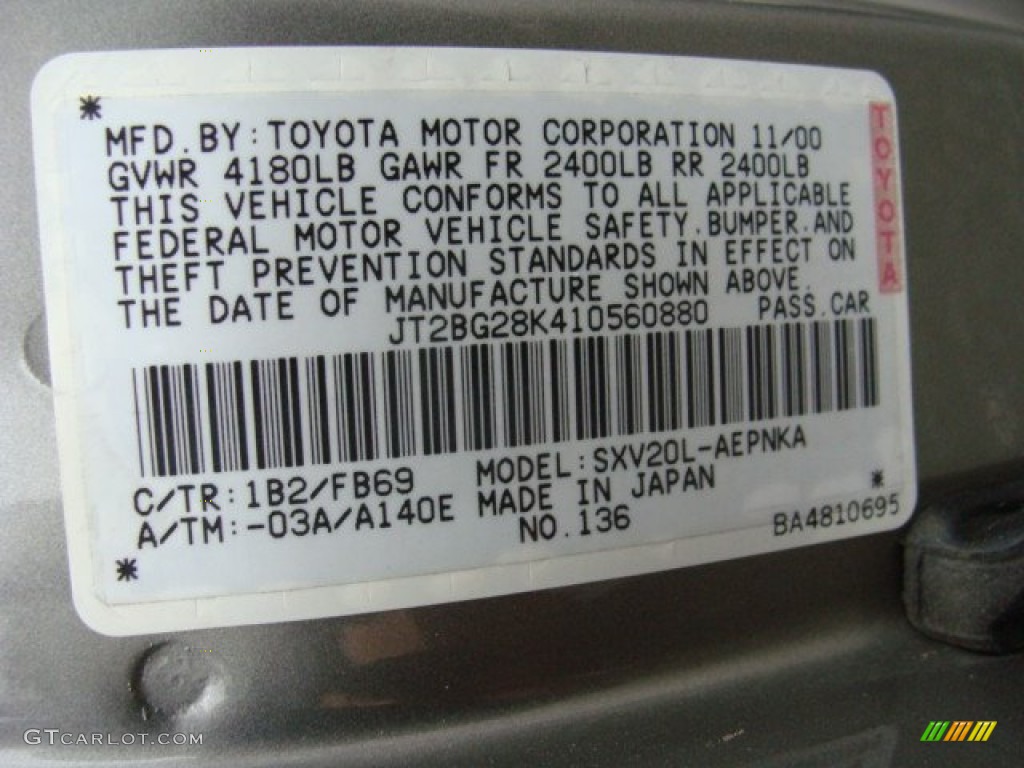 MFD. BY: TOYOTA MOTOR CORPORATION 11/00
GVWR 4180LB GAWR FR 2400LB RR 2400LB
THIS VEHICLE CONFORMS TO ALL APPLICABLE
FEDERAL MOTOR VEHICLE SAFETY. BUMPER. AND
THEFT PREVENTION STANDARDS IN EFFECT ON
THE DATE OF MANUFACTURE SHOWN ABOVE.
JT2BG28K410560880 PASS. CAR
TOYOTA
C/TR: 1B2/FB69 MODEL: SXV20L-AEPNKA
A/TM: -03A/A140E MADE IN JAPAN
NO. 136 BA4810695
GTCARLOT.COM